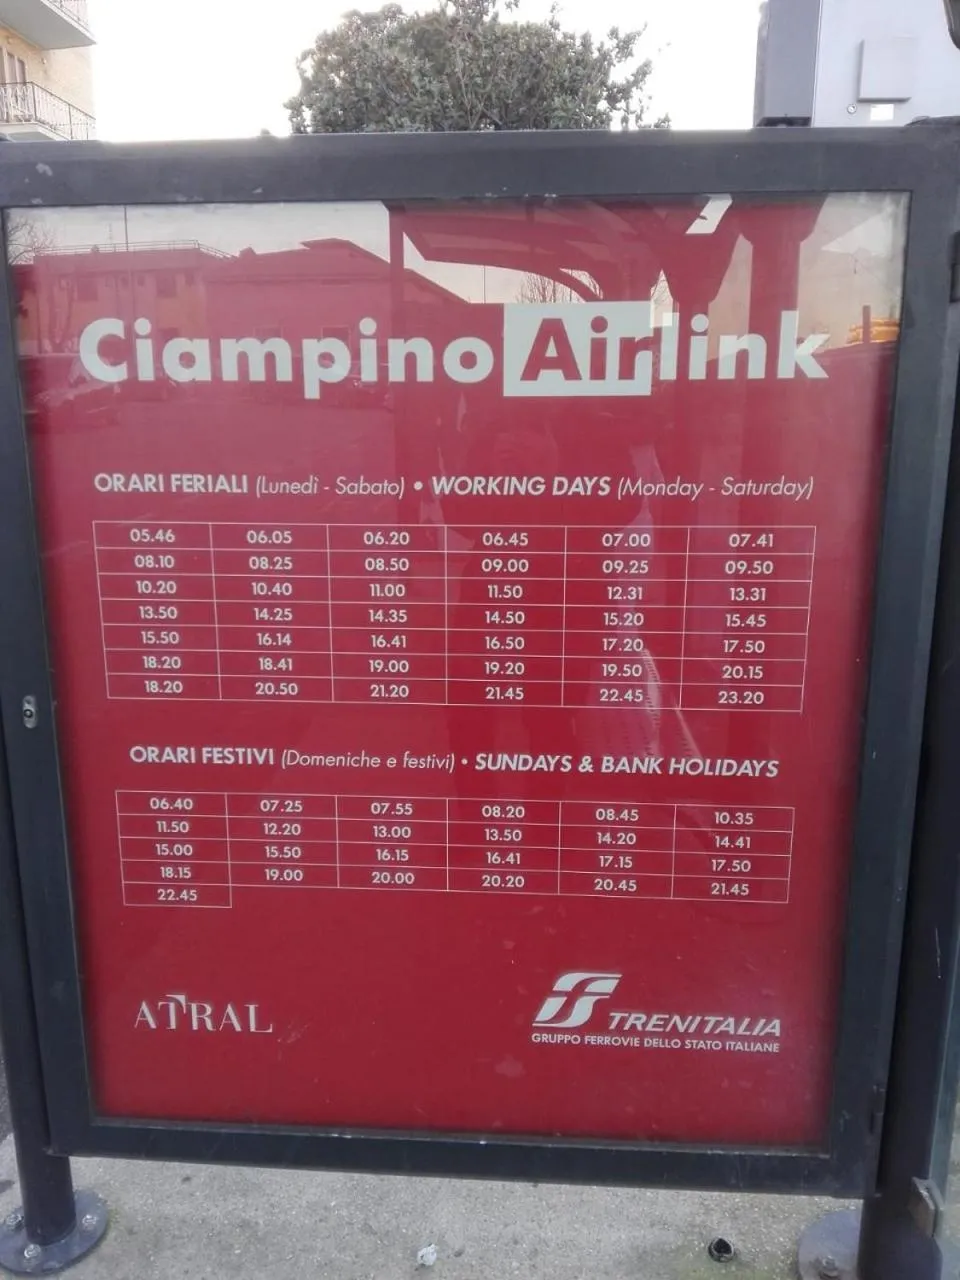 Ciampino Airlink
ORARI FERIALI (Lunedì - Sabato) • WORKING DAYS (Monday - Saturday)
05.46 06.05 06.20 06.45 07.00 07.41
08.10 08.25 08.50 09.00 09.25 09.50
10.20 10.40 11.00 11.50 12.31 13.31
13.50 14.25 14.35 14.50 15.20 15.45
15.50 16.14 16.41 16.50 17.20 17.50
18.20 18.41 19.00 19.20 19.50 20.15
18.20 20.50 21.20 21.45 22.45 23.20
ORARI FESTIVI (Domeniche e festivi) • SUNDAYS & BANK HOLIDAYS
06.40 07.25 07.55 08.20 08.45 10.35
11.50 12.20 13.00 13.50 14.20 14.41
15.00 15.50 16.15 16.41 17.15 17.50
18.15 19.00 20.00 20.20 20.45 21.45
22.45
ATRAL
TRENITALIA
GRUPPO FERROVIE DELLO STATO ITALIANE